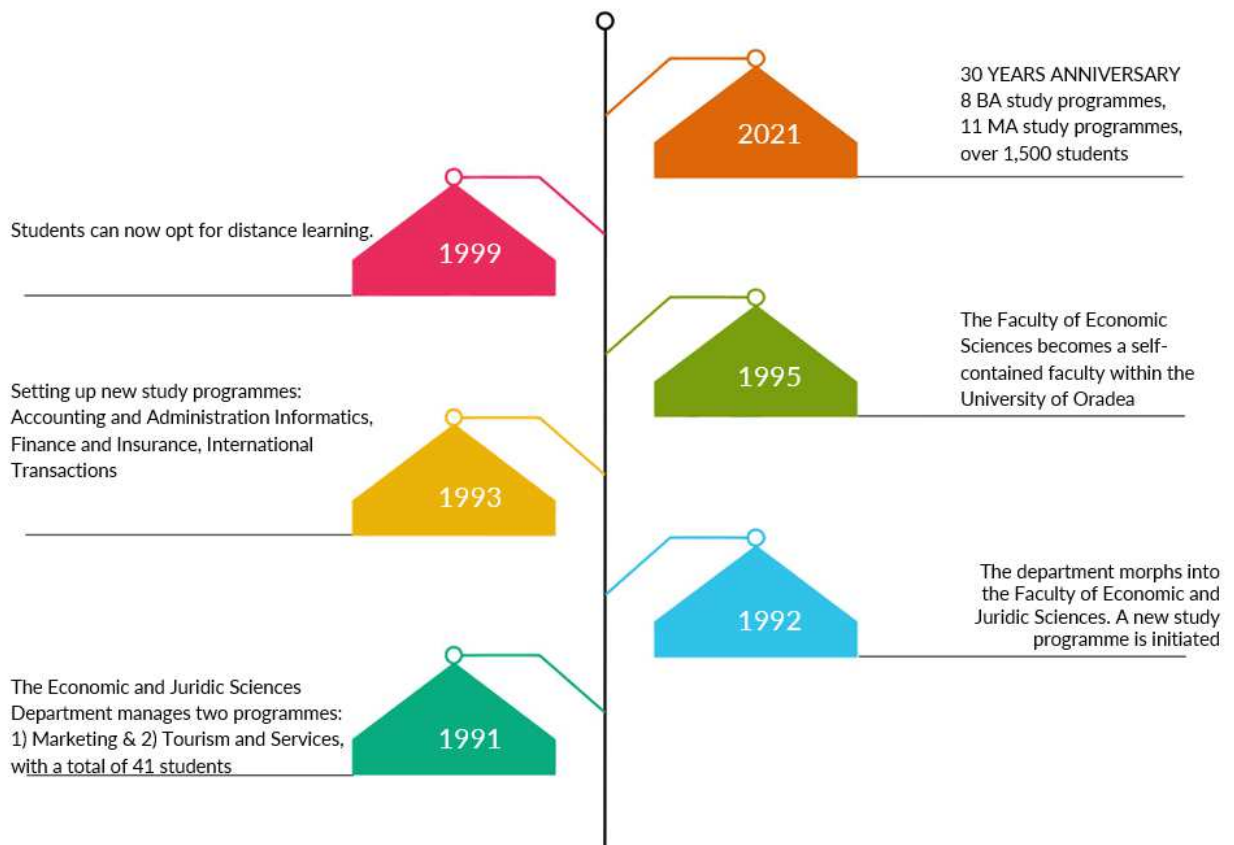 30 YEARS ANNIVERSARY
8 BA study programmes,
11 MA study programmes,
over 1,500 students
2021
Students can now opt for distance learning.
1999
The Faculty of Economic
Sciences becomes a self-
contained faculty within the
University of Oradea
1995
Setting up new study programmes:
Accounting and Administration Informatics,
Finance and Insurance, International
Transactions
1993
The department morphs into
the Faculty of Economic and
Juridic Sciences. A new study
programme is initiated
1992
The Economic and Juridic Sciences
Department manages two programmes:
1) Marketing & 2) Tourism and Services,
with a total of 41 students
1991